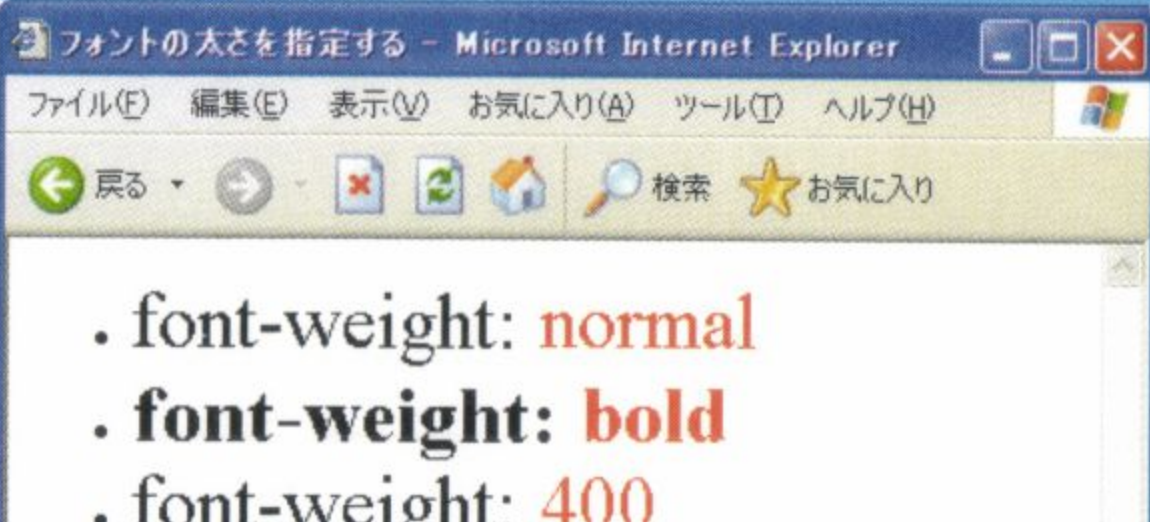 フォントの太さを指定する - Microsoft Internet Explorer
ファイル(F) 編集(E) 表示(V) お気に入り(A) ツール(T) ヘルプ(H)
戻る 検索 お気に入り
• font-weight: normal
• font-weight: bold
• font-weight: 400